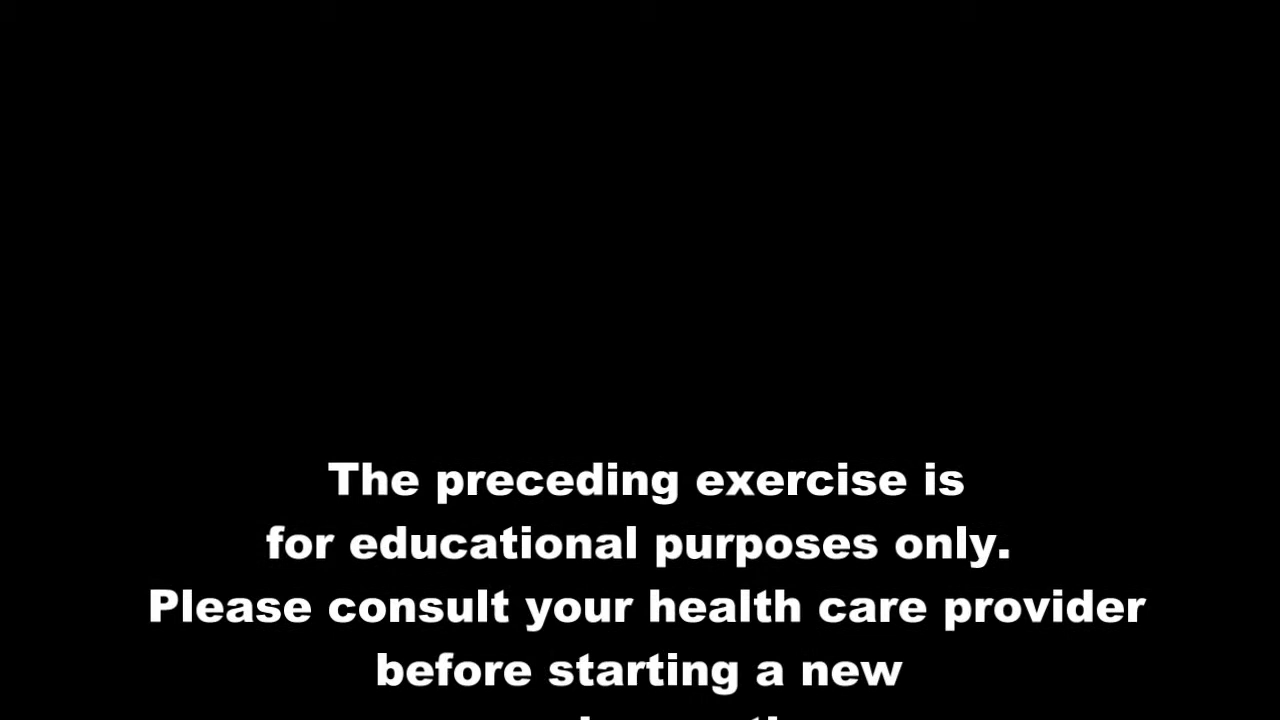 The preceding exercise is
for educational purposes only.
Please consult your health care provider
before starting a new